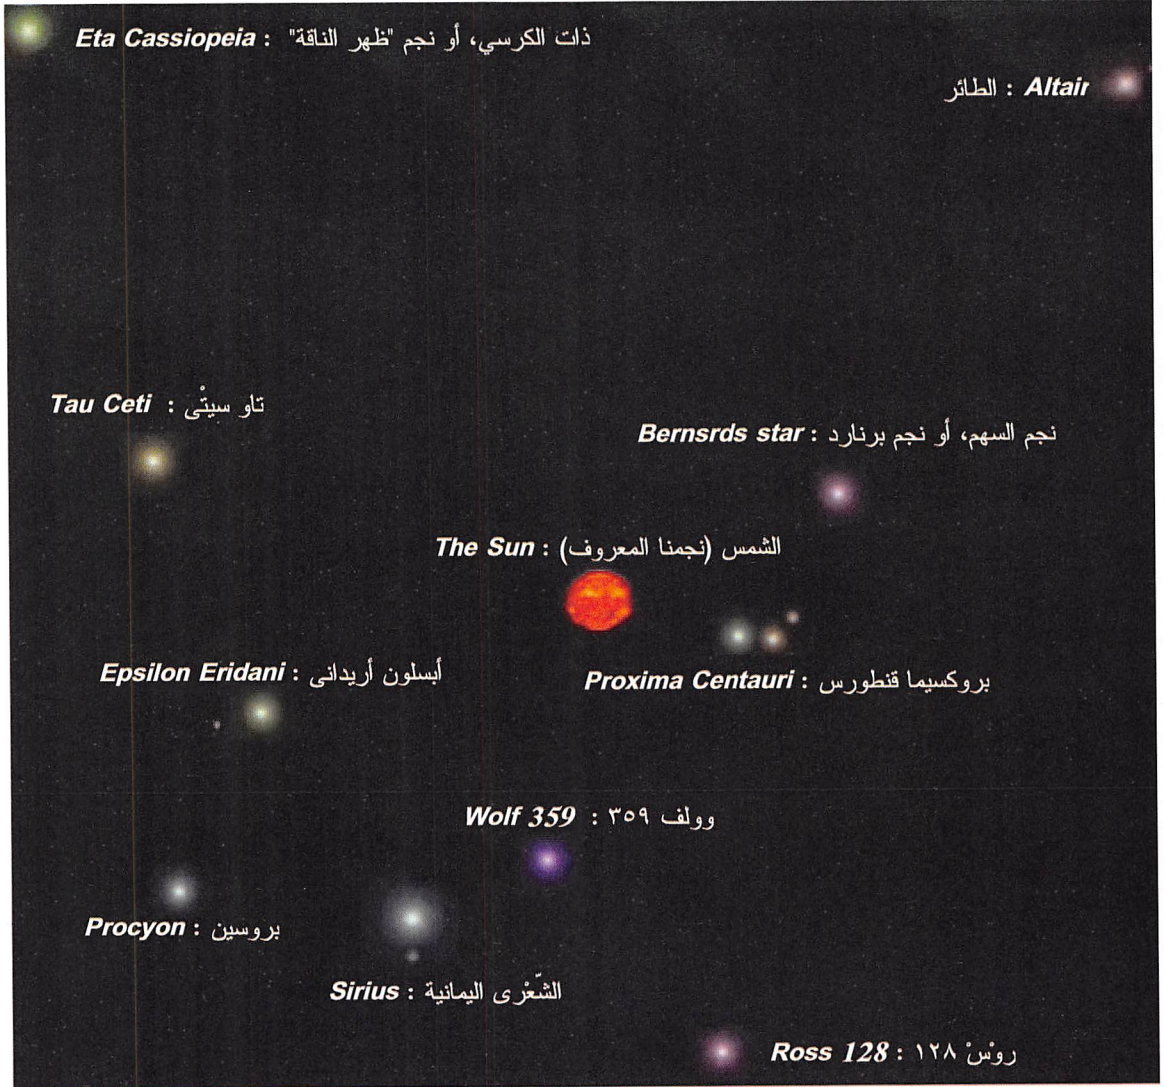 Eta Cassiopeia : ذات الكرسي، أو نجم "ظهر الناقة"
Altair : الطائر
Tau Ceti : تاو سيتْى
Bernsrds star : نجم السهم، أو نجم برنارد
The Sun : الشمس (نجمنا المعروف)
Epsilon Eridani : أبسلون أريدانى
Proxima Centauri : بروكسيما قنطورس
Wolf 359 : وولف ٣٥٩
Procyon : بروسين
Sirius : الشّعْرى اليمانية
Ross 128 : روْسْ ١٢٨